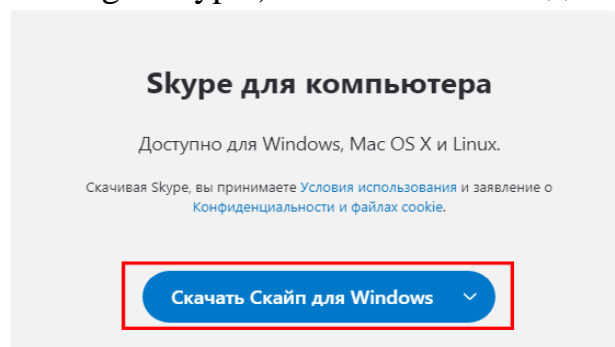 Skype для компьютера
Доступно для Windows, Mac OS X и Linux.
Скачивая Skype, вы принимаете Условия использования и заявление о
Конфиденциальности и файлах cookie.
Скачать Скайп для Windows